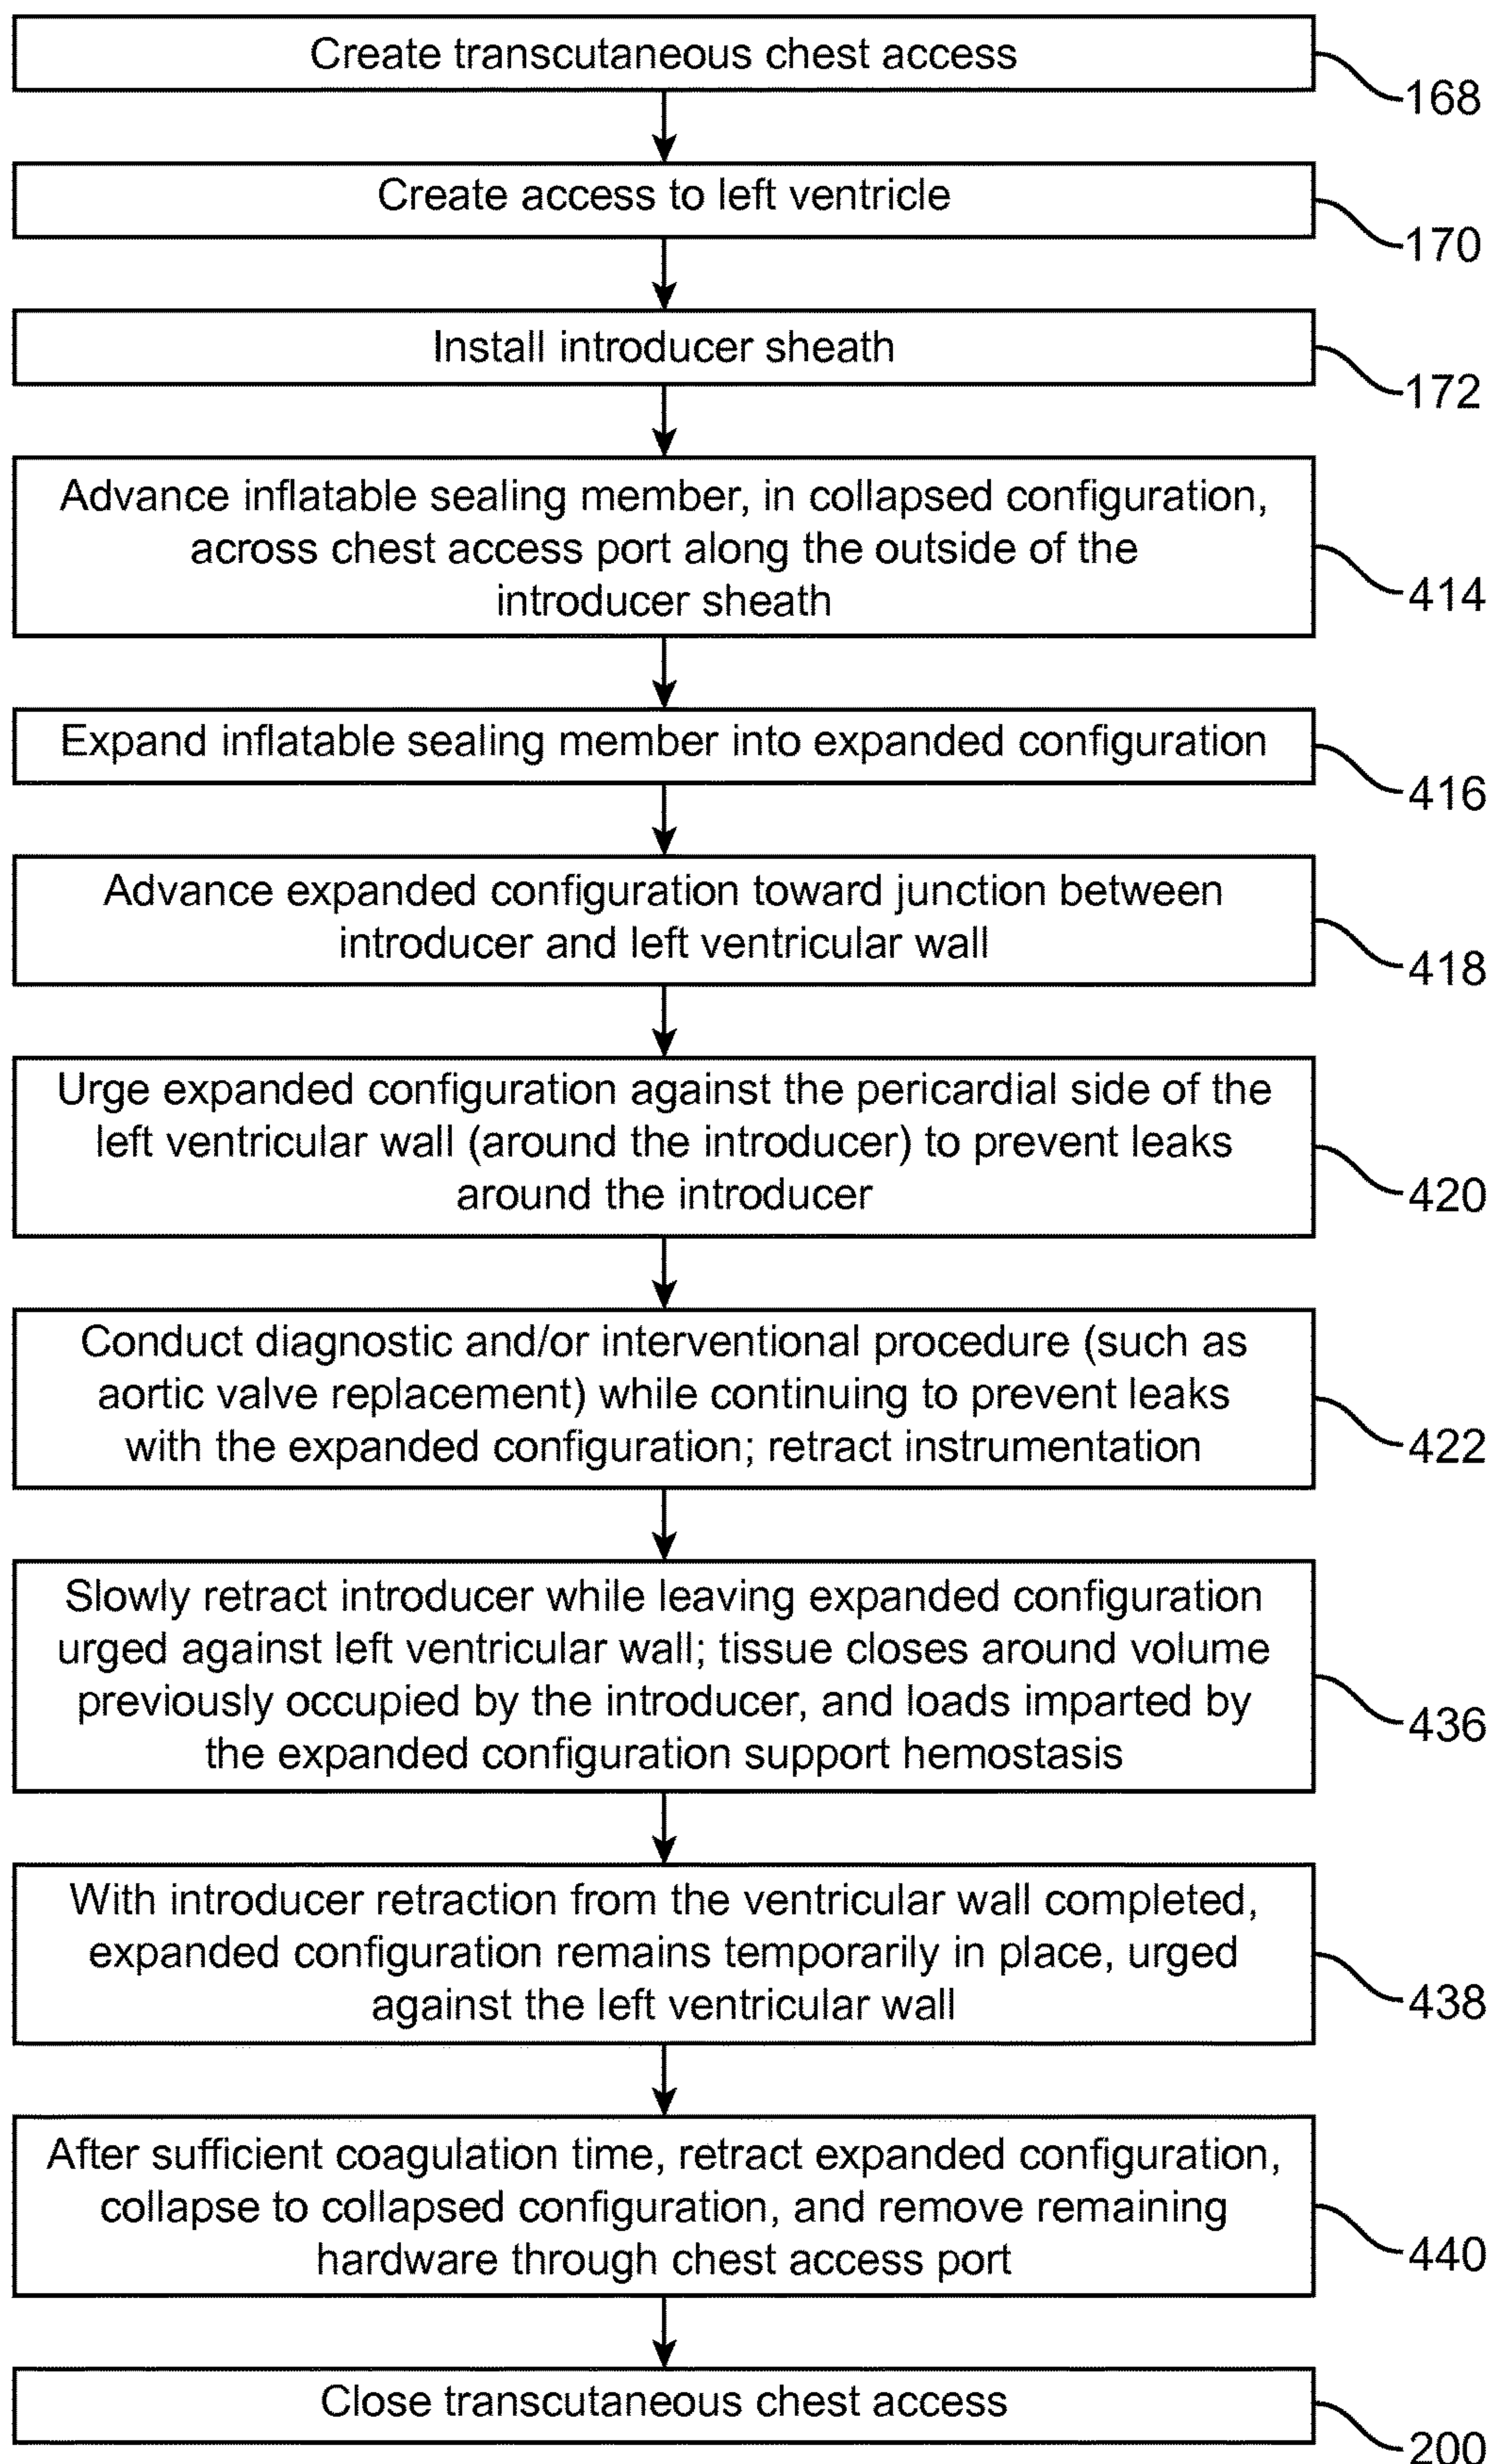 Create transcutaneous chest access
168
Create access to left ventricle
170
Install introducer sheath
172
Advance inflatable sealing member, in collapsed configuration,
across chest access port along the outside of the
introducer sheath
414
Expand inflatable sealing member into expanded configuration
416
Advance expanded configuration toward junction between
introducer and left ventricular wall
418
Urge expanded configuration against the pericardial side of the
left ventricular wall (around the introducer) to prevent leaks
around the introducer
420
Conduct diagnostic and/or interventional procedure (such as
aortic valve replacement) while continuing to prevent leaks
with the expanded configuration; retract instrumentation
422
Slowly retract introducer while leaving expanded configuration
urged against left ventricular wall; tissue closes around volume
previously occupied by the introducer, and loads imparted by
the expanded configuration support hemostasis
436
With introducer retraction from the ventricular wall completed,
expanded configuration remains temporarily in place, urged
against the left ventricular wall
438
After sufficient coagulation time, retract expanded configuration,
collapse to collapsed configuration, and remove remaining
hardware through chest access port
440
Close transcutaneous chest access
200